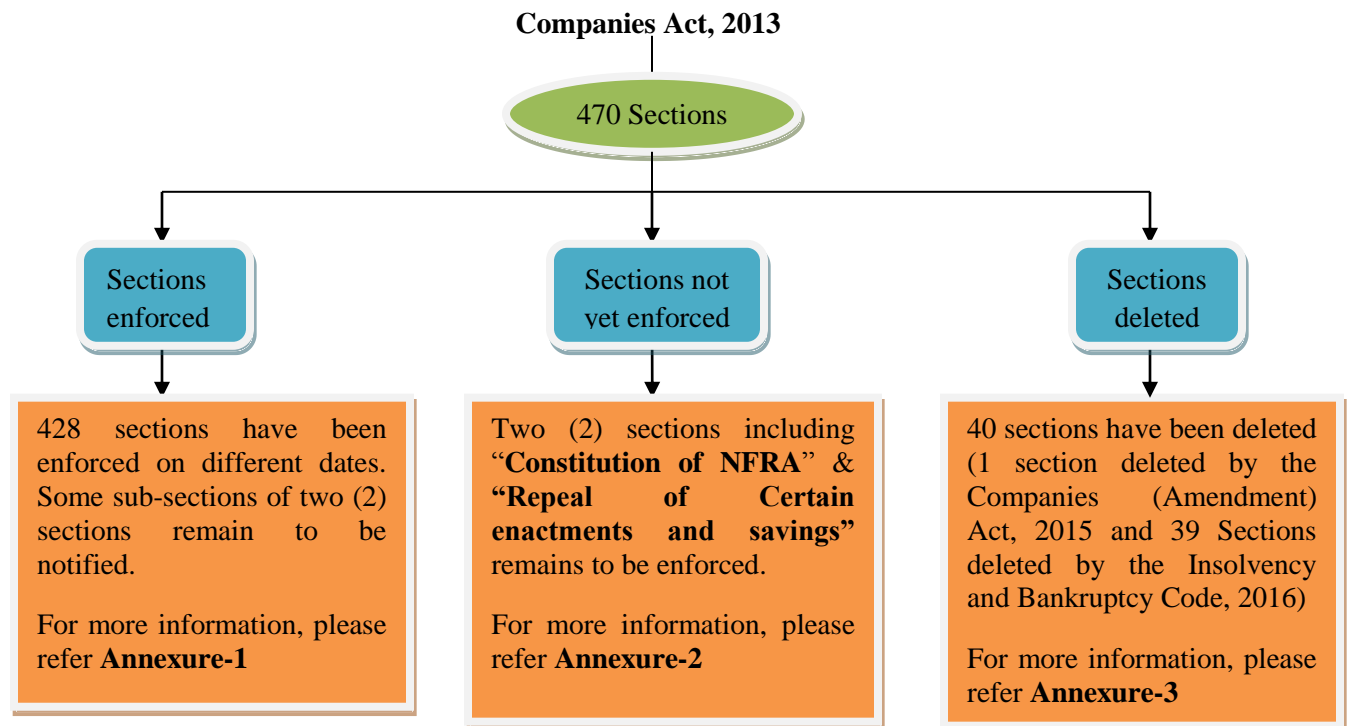 Companies Act, 2013
470 Sections
Sections
enforced
Sections not
yet enforced
Sections
deleted
428 sections have been
enforced on different dates.
Some sub-sections of two (2)
sections remain to be
notified.
For more information, please
refer Annexure-1
Two (2) sections including
“Constitution of NFRA” &
“Repeal of Certain
enactments and savings”
remains to be enforced.
For more information, please
refer Annexure-2
40 sections have been deleted
(1 section deleted by the
Companies (Amendment)
Act, 2015 and 39 Sections
deleted by the Insolvency
and Bankruptcy Code, 2016)
For more information, please
refer Annexure-3